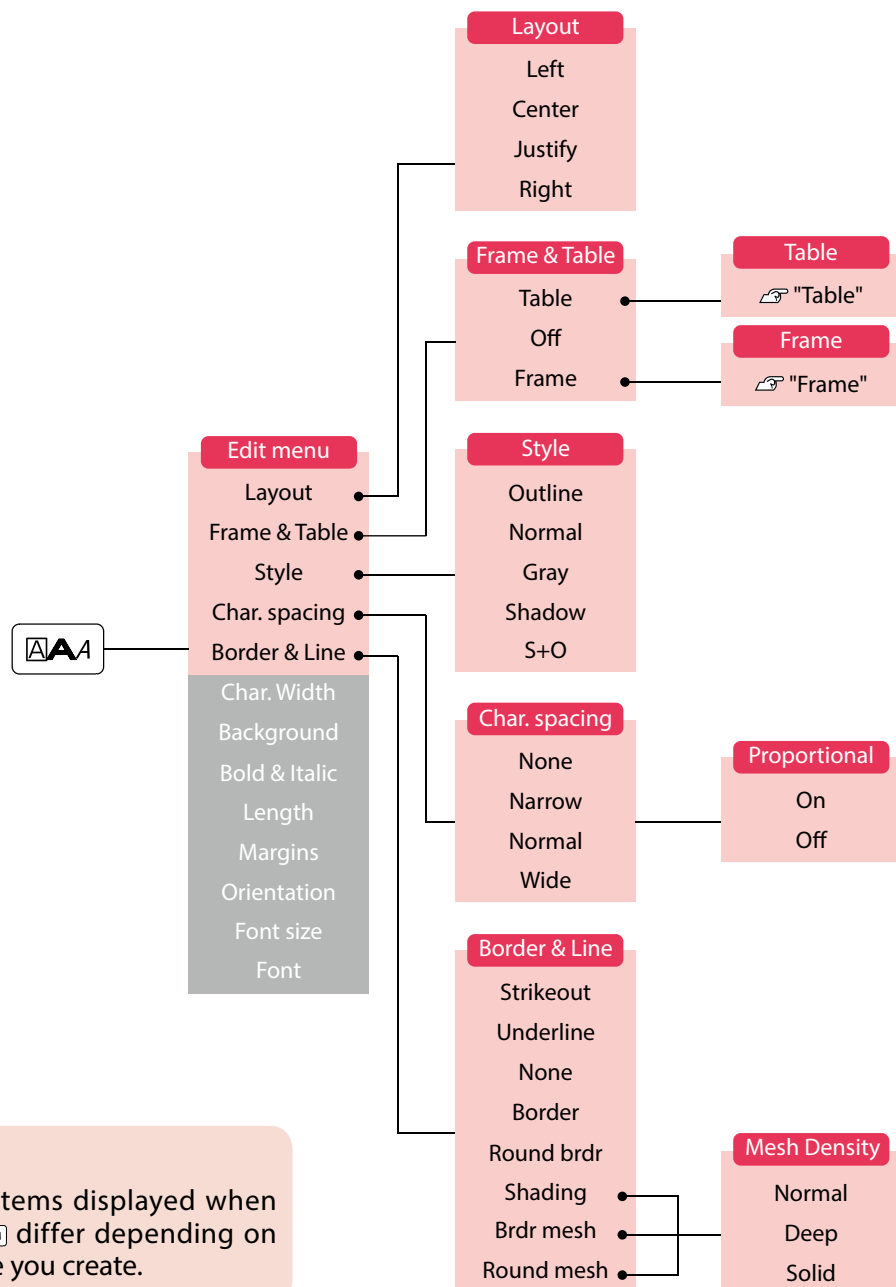 Layout
Left
Center
Justify
Right
Frame & Table
Table
Off
Frame
Table
"Table"
Frame
"Frame"
Edit menu
Layout
Frame & Table
Style
Char. spacing
Border & Line
Char. Width
Background
Bold & Italic
Length
Margins
Orientation
Font size
Font
AAA
Style
Outline
Normal
Gray
Shadow
S+O
Char. spacing
None
Narrow
Normal
Wide
Proportional
On
Off
Border & Line
Strikeout
Underline
None
Border
Round brdr
Shading
Brdr mesh
Round mesh
Mesh Density
Normal
Deep
Solid
tems displayed when
differ depending on
e you create.